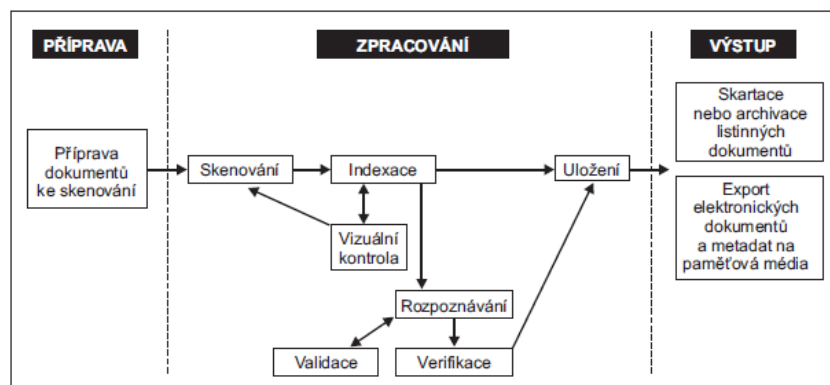 PŘÍPRAVA
ZPRACOVÁNÍ
VÝSTUP
Příprava
dokumentů
ke skenování
Skenování
Indexace
Uložení
Vizuální
kontrola
Rozpoznávání
Validace
Verifikace
Skartace
nebo archivace
listinných
dokumentů
Export
elektronických
dokumentů
a metadat na
paměťová média